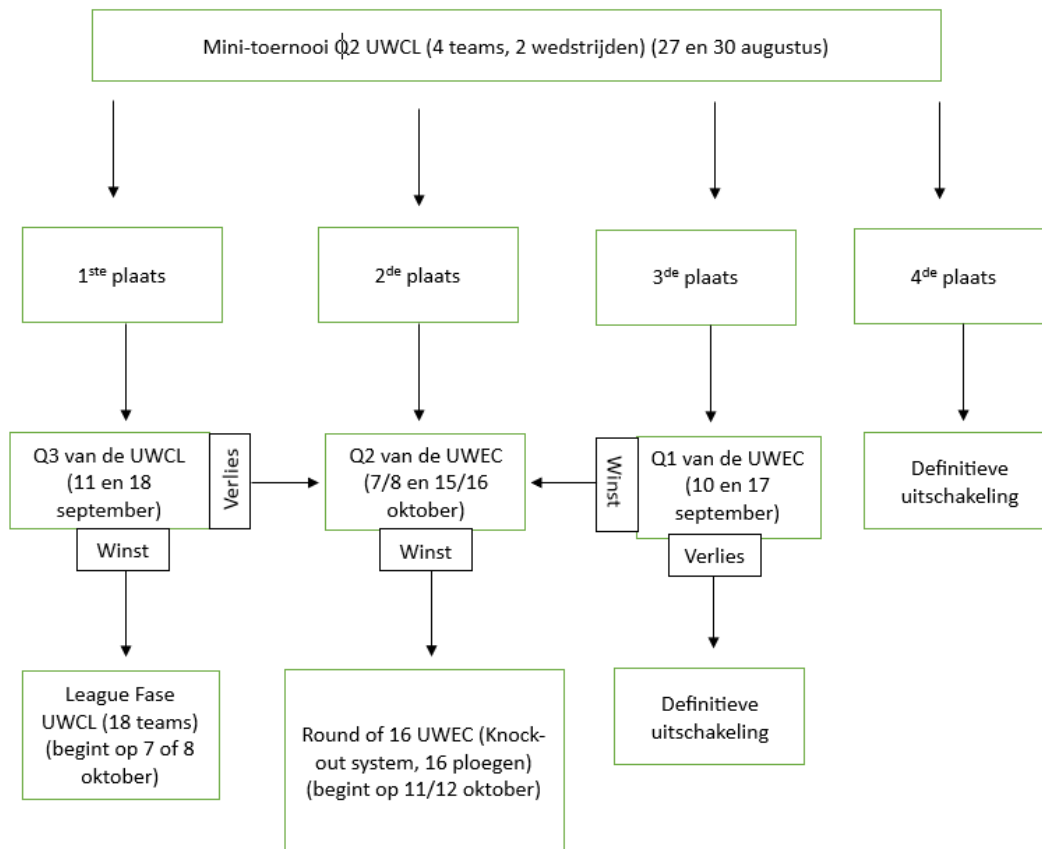 Mini-toernooi Q2 UWCL (4 teams, 2 wedstrijden) (27 en 30 augustus)
1ste plaats
2de plaats
3de plaats
4de plaats
Q3 van de UWCL
(11 en 18
september)
Verlies
Winst
Q2 van de UWEC
(7/8 en 15/16
oktober)
Winst
Winst
Q1 van de UWEC
(10 en 17
september)
Verlies
Definitieve
uitschakeling
League Fase
UWCL (18 teams)
(begint op 7 of 8
oktober)
Round of 16 UWEC (Knock-
out system, 16 ploegen)
(begint op 11/12 oktober)
Definitieve
uitschakeling